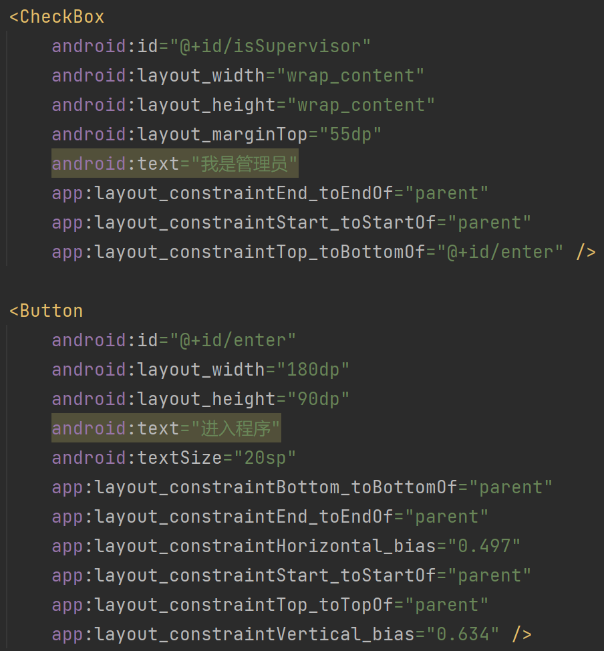 <CheckBox
android:id="@+id/isSupervisor"
android:layout_width="wrap_content"
android:layout_height="wrap_content"
android:layout_marginTop="55dp"
android:text="我是管理员"
app:layout_constraintEnd_toEndOf="parent"
app:layout_constraintStart_toStartOf="parent"
app:layout_constraintTop_toBottomOf="@+id/enter" />
<Button
android:id="@+id/enter"
android:layout_width="180dp"
android:layout_height="90dp"
android:text="进入程序"
android:textSize="20sp"
app:layout_constraintBottom_toBottomOf="parent"
app:layout_constraintEnd_toEndOf="parent"
app:layout_constraintHorizontal_bias="0.497"
app:layout_constraintStart_toStartOf="parent"
app:layout_constraintTop_toTopOf="parent"
app:layout_constraintVertical_bias="0.634" />